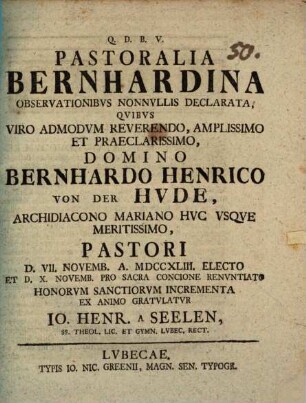 Q. D. B. V.
50.
PASTORALIA
BERNHARDINA
OBSERVATIONIBVS NONNVLLIS DECLARATA,
QVIBVS
VIRO ADMODVM REVERENDO, AMPLISSIMO
ET PRAECLARISSIMO,
DOMINO
BERNHARDO HENRICO
VON DER HVDE,
ARCHIDIACONO MARIANO HVC VSQVE
MERITISSIMO,
PASTORI
D. VII. NOVEMB. A. MDCCXLIII. ELECTO
ET D. X. NOVEMB. PRO SACRA CONCIONE RENVNTIATO
HONORVM SANCTIORVM INCREMENTA
EX ANIMO GRATVLATVR
IO. HENR. A SEELEN,
SS. THEOL. LIC. ET GYMN. LVBEC. RECT.
LVBECAE,
TYPIS IO. NIC. GREENII, MAGN. SEN. TYPOGR.